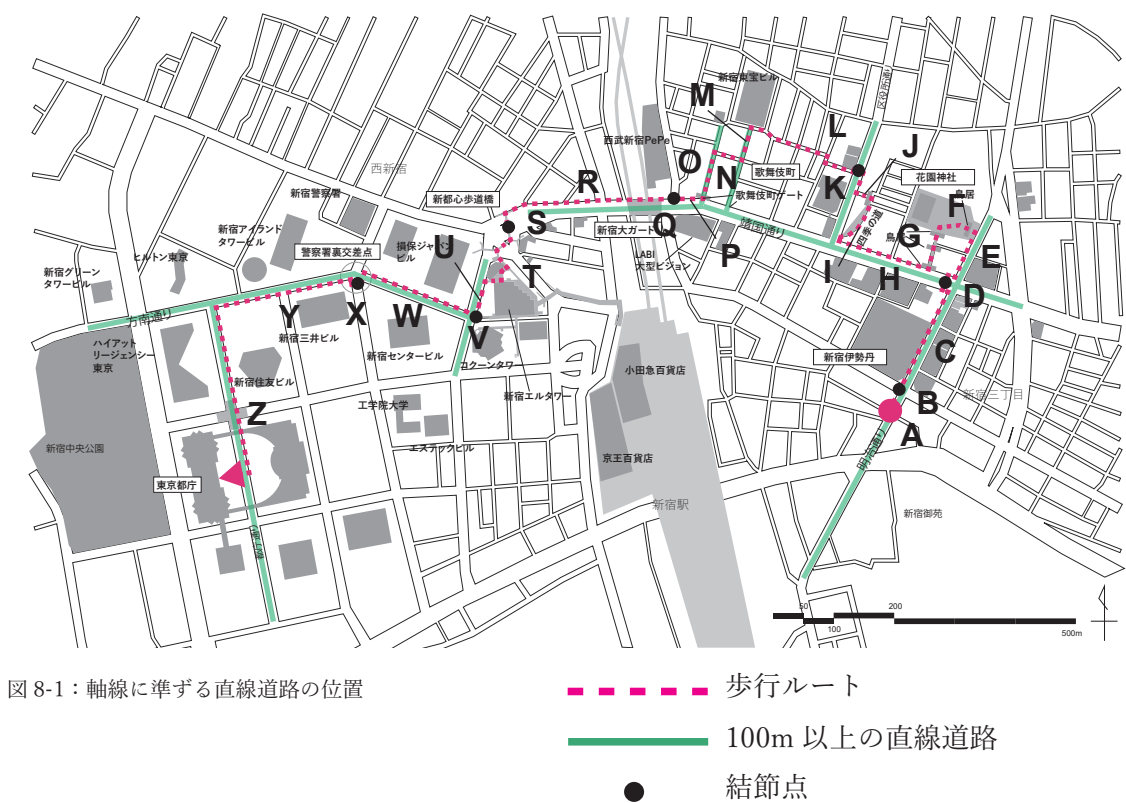 新宿東宝ビル
M
区役所通り
L
西武新宿PePe
J
O
歌舞伎町
花園神社
西新宿
R
N
K
鳥居
新宿警察署
新都心歩道橋
歌舞伎町ゲート
F
S
Q
新宿大ガード
靖国通り
四季の道
鳥居
G
新宿アイランド
タワービル
警察署裏交差点
損保ジャパン
ビル
U
P
E
ヒルトン東京
LABI
大型ビジョン
I
H
新宿グリーン
タワービル
T
D
X
Y
W
V
方南通り
新宿三井ビル
ハイアット
リージェンシー
東京
新宿センタービル
コクーンタワー
新宿伊勢丹
C
新宿住友ビル
小田急百貨店
新宿エルタワー
新宿三丁目
工学院大学
B
Z
A
新宿中央公園
エステックビル
明治通り
京王百貨店
東京都庁
新宿駅
新宿御苑
50
200
100
500m
図 8-1：軸線に準ずる直線道路の位置
歩行ルート
100m 以上の直線道路
結節点